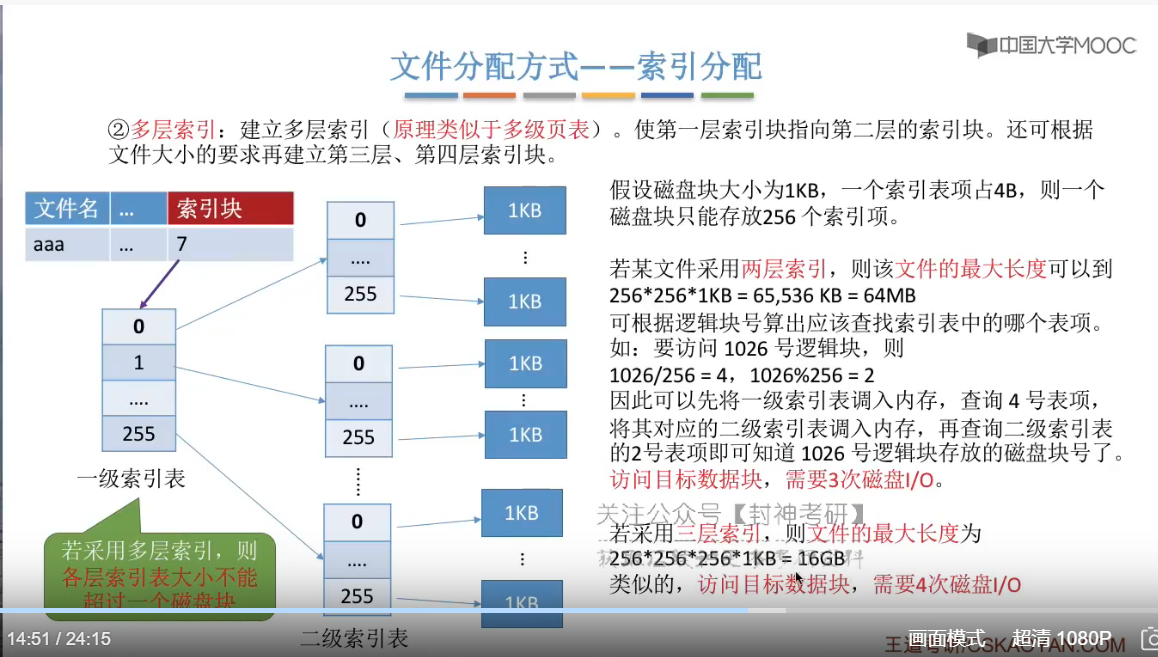 中国大学MOOC
文件分配方式——索引分配
②多层索引：建立多层索引（原理类似于多级页表）。使第一层索引块指向第二层的索引块。还可根据
文件大小的要求再建立第三层、第四层索引块。
文件名 ... 索引块
aaa ... 7
0
1
....
255
一级索引表
若采用多层索引，则
各层索引表大小不能
超过一个磁盘块
0
....
255
0
....
255
0
....
255
二级索引表
1KB
1KB
1KB
1KB
1KB
1KB
假设磁盘块大小为1KB，一个索引表项占4B，则一个
磁盘块只能存放256 个索引项。
若某文件采用两层索引，则该文件的最大长度可以到
256*256*1KB = 65,536 KB = 64MB
可根据逻辑块号算出应该查找索引表中的哪个表项。
如：要访问 1026 号逻辑块，则
1026/256 = 4，1026%256 = 2
因此可以先将一级索引表调入内存，查询 4 号表项，
将其对应的二级索引表调入内存，再查询二级索引表
的2号表项即可知道 1026 号逻辑块存放的磁盘块号了。
访问目标数据块，需要3次磁盘I/O。
关注公众号【封神考研】
若采用三层索引，则文件的最大长度为
256*256*256*1KB = 16GB
类似的，访问目标数据块，需要4次磁盘I/O
14:51 / 24:15
画面模式
超清 1080P
王道考研/CSKAOYAN.COM